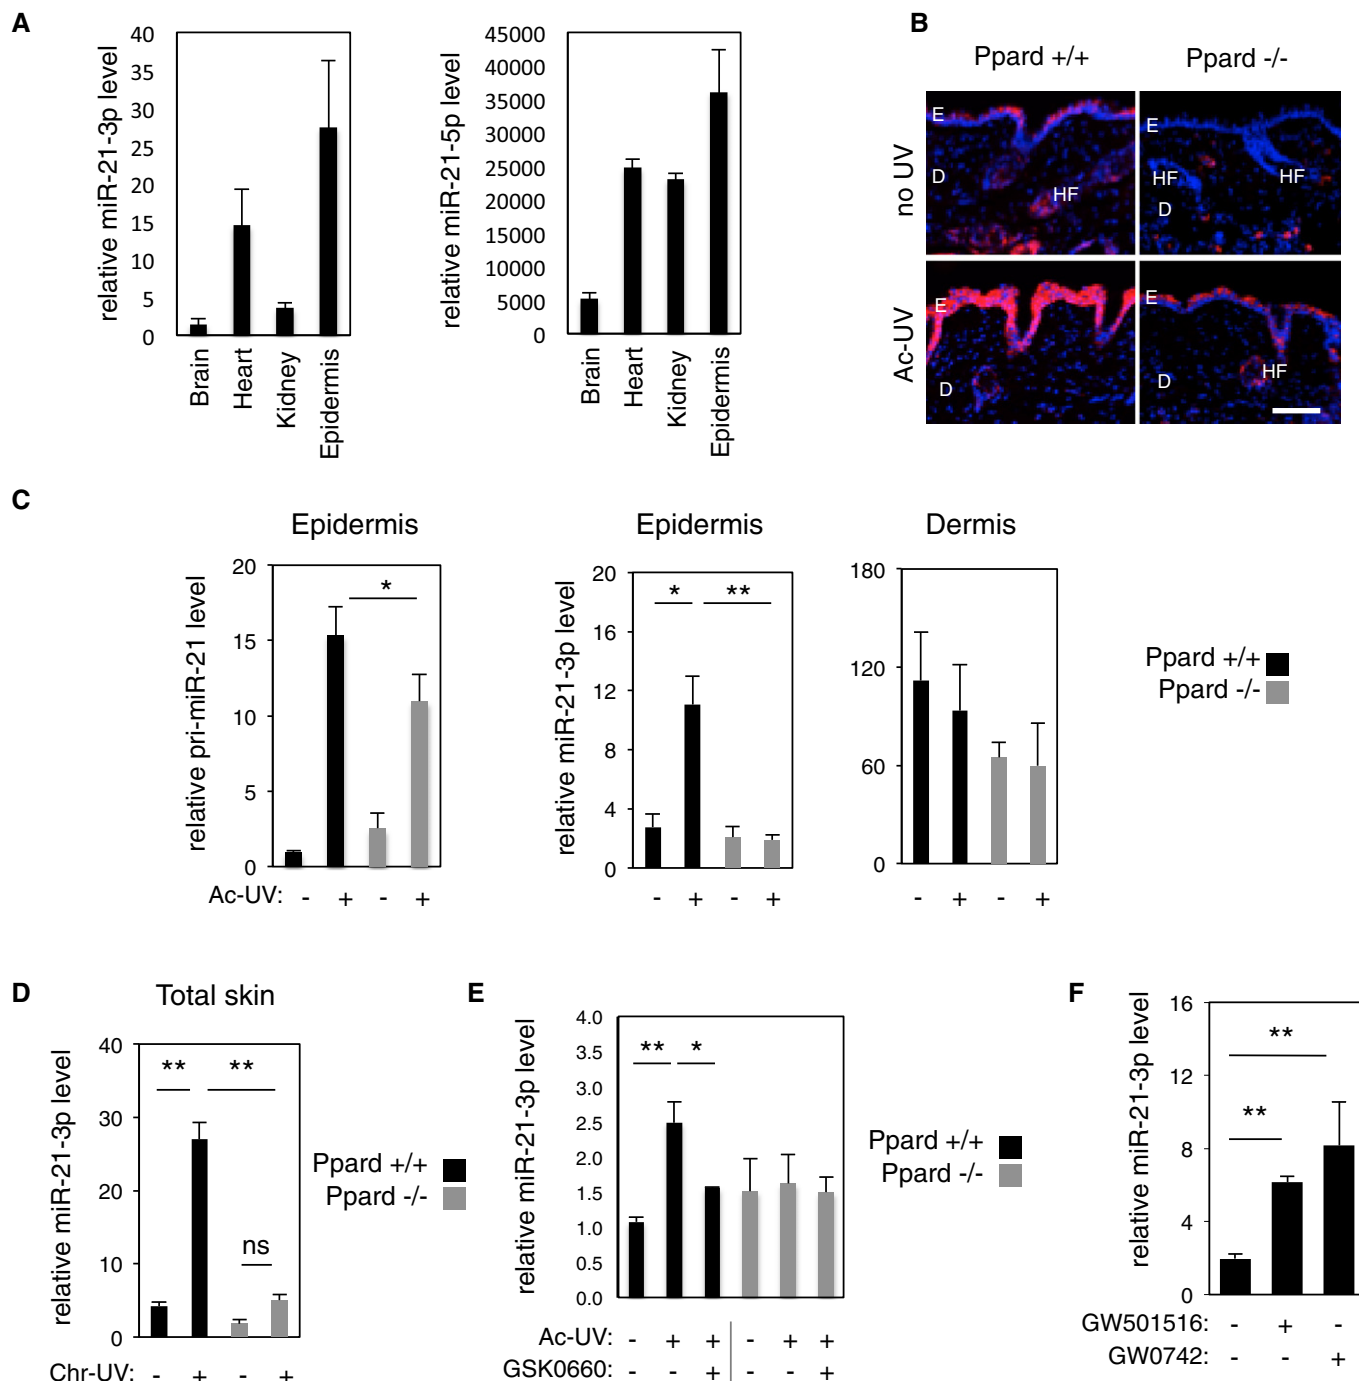 A
relative miR-21-3p level
40
35
30
25
20
15
10
5
0
Brain
Heart
Kidney
Epidermis
relative miR-21-5p level
45000
40000
35000
30000
25000
20000
15000
10000
5000
0
Brain
Heart
Kidney
Epidermis
B
Ppard +/+
Ppard -/-
no UV
E
D
HF
E
HF
HF
D
Ac-UV
E
D
E
D
HF
C
Epidermis
relative pri-miR-21 level
20
15
10
5
0
*
Ac-UV: - + - +
Epidermis
relative miR-21-3p level
20
16
12
8
4
0
* **
- + - +
Dermis
180
120
60
0
- + - +
Ppard +/+
Ppard -/-
D
Total skin
relative miR-21-3p level
40
30
20
10
0
** **
ns
Chr-UV: - + - +
Ppard +/+
Ppard -/-
E
relative miR-21-3p level
4.0
3.5
3.0
2.5
2.0
1.5
1.0
0.5
0.0
** *
Ac-UV: - + + - + +
GSK0660: - - + - - +
Ppard +/+
Ppard -/-
F
relative miR-21-3p level
16
12
8
4
0
**
**
GW501516: - + -
GW0742: - - +